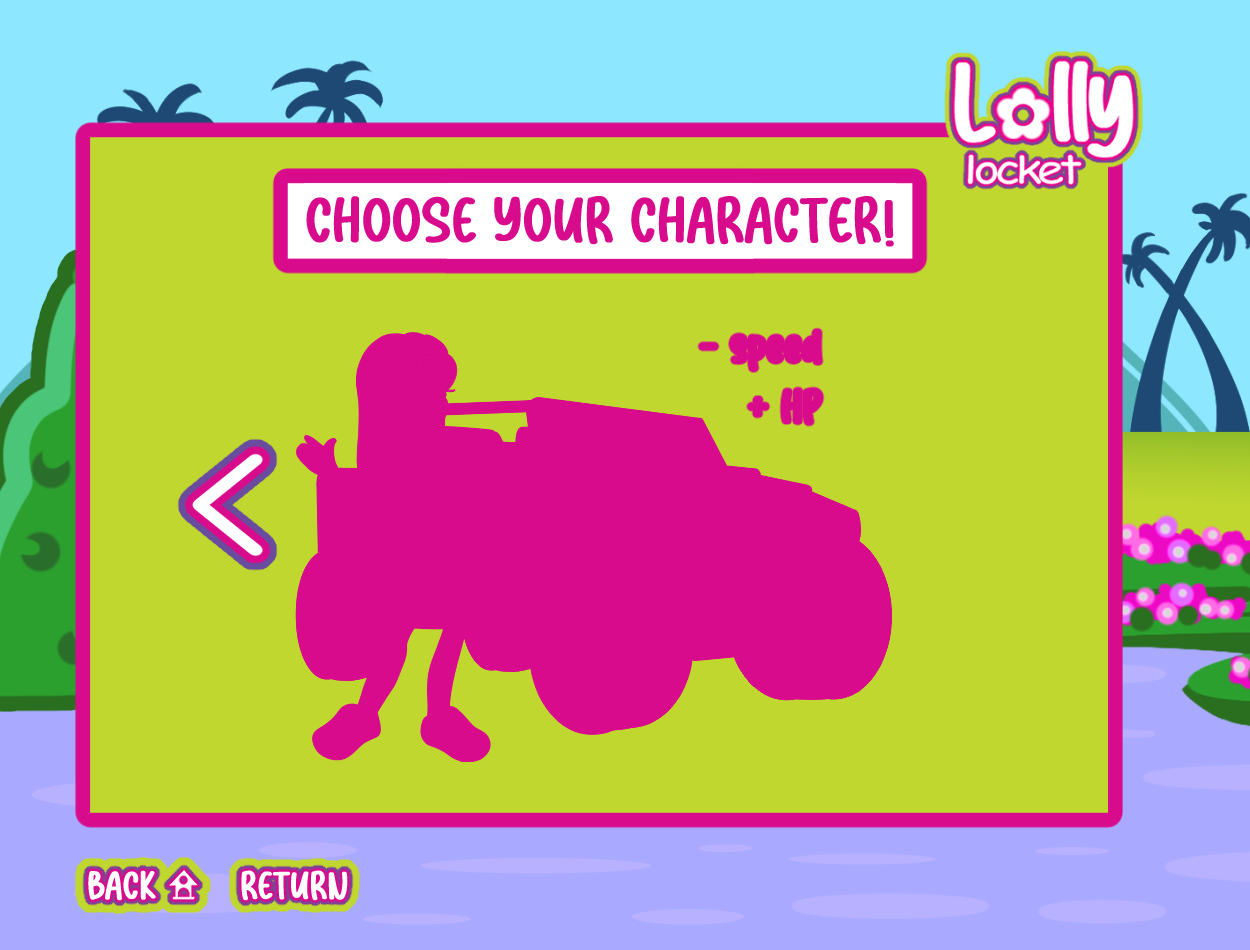 Lolly
locket
CHOOSE YOUR CHARACTER!
- speed
+ HP
BACK
RETURN